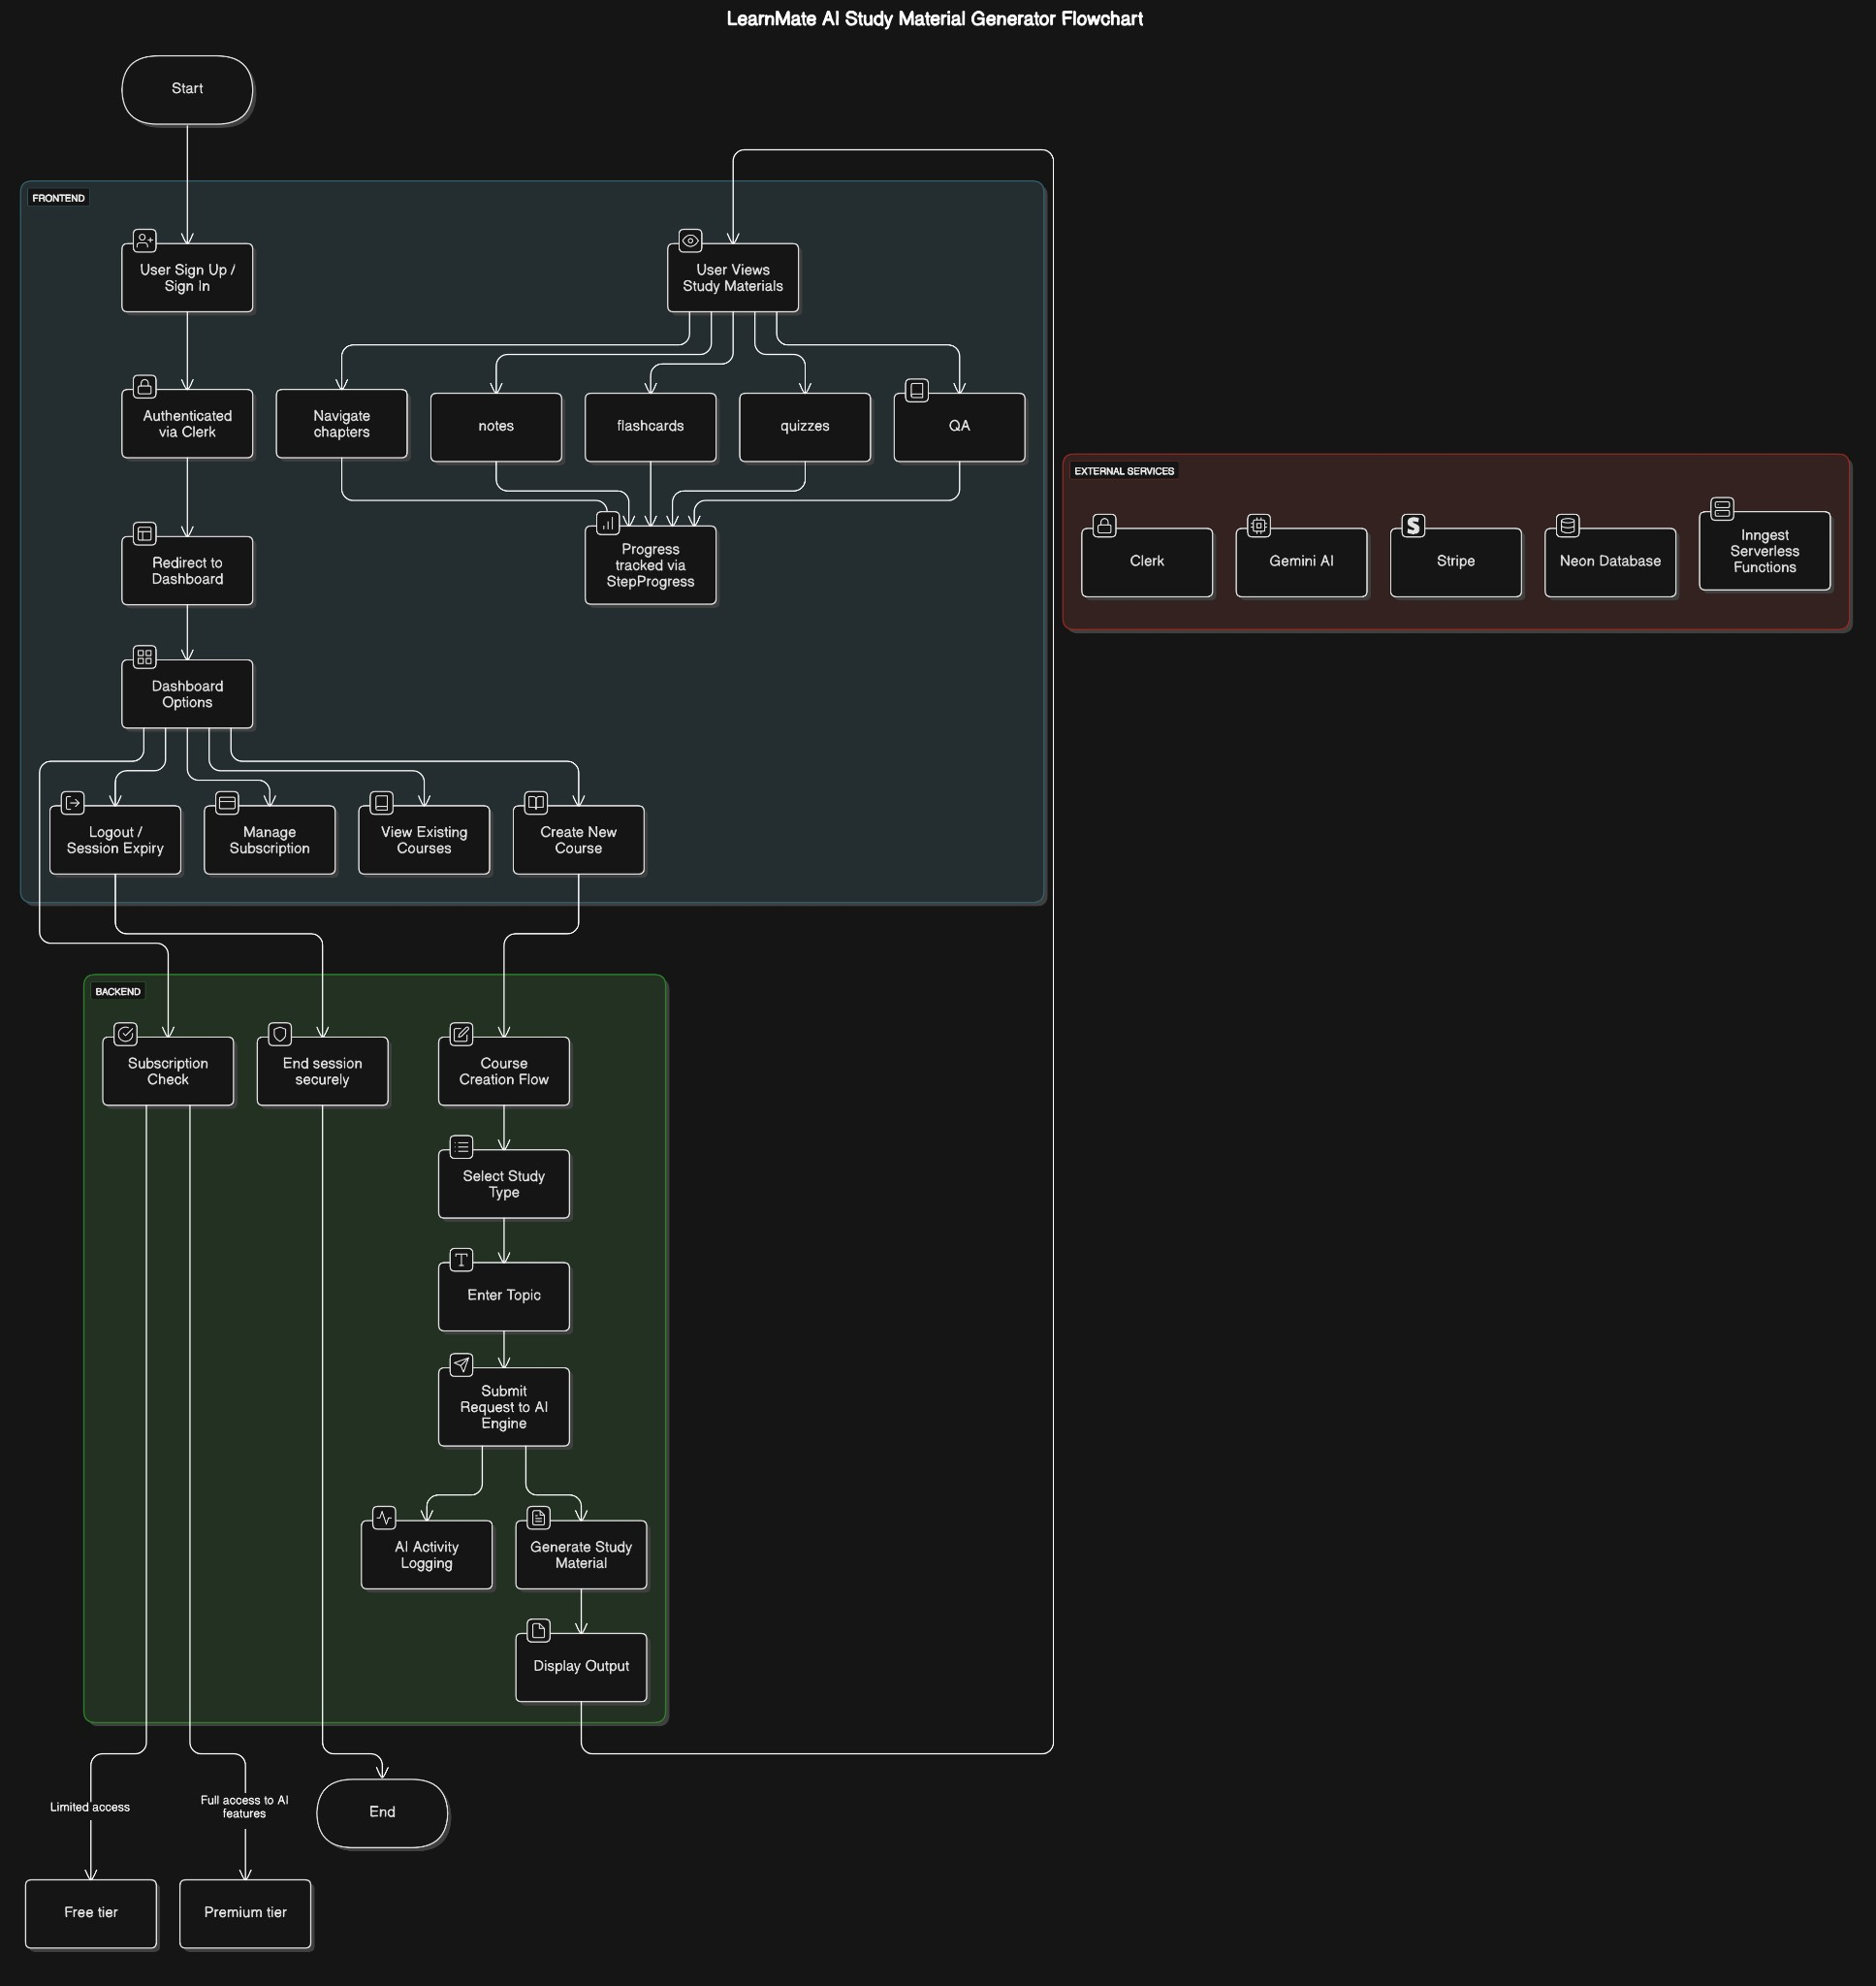 LearnMate AI Study Material Generator Flowchart
Start
FRONTEND
User Sign Up /
Sign In
User Views
Study Materials
Authenticated
via Clerk
Navigate
chapters
notes
flashcards
quizzes
QA
EXTERNAL SERVICES
Clerk
Gemini AI
Stripe
Neon Database
Inngest
Serverless
Functions
Redirect to
Dashboard
Progress
tracked via
StepProgress
Dashboard
Options
Logout /
Session Expiry
Manage
Subscription
View Existing
Courses
Create New
Course
BACKEND
Subscription
Check
End session
securely
Course
Creation Flow
Select Study
Type
Enter Topic
Submit
Request to AI
Engine
AI Activity
Logging
Generate Study
Material
Display Output
Limited access
Full access to AI
features
End
Free tier
Premium tier